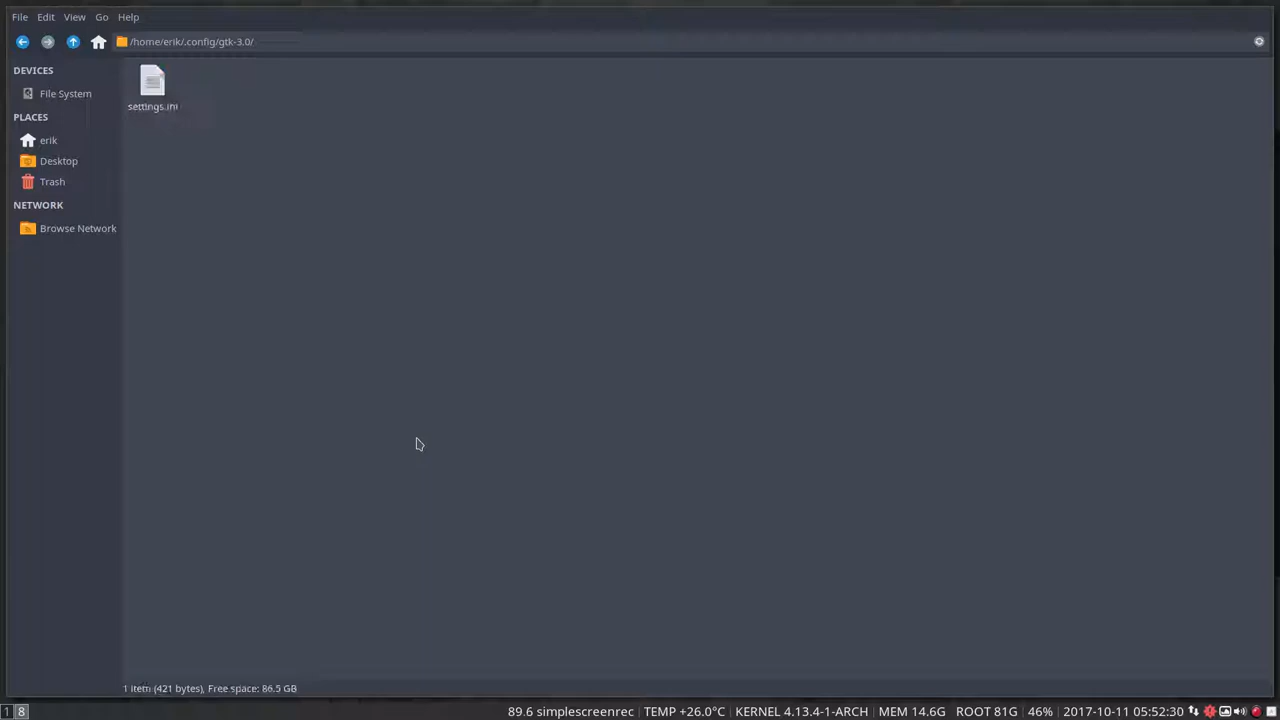 File Edit View Go Help
/home/erik/.config/gtk-3.0/
DEVICES
File System
PLACES
erik
Desktop
Trash
NETWORK
Browse Network
settings.ini
1 item (421 bytes), Free space: 86.5 GB
1 8 89.6 simplescreenrec TEMP +26.0°C KERNEL 4.13.4-1-ARCH MEM 14.6G ROOT 81G 46% 2017-10-11 05:52:30